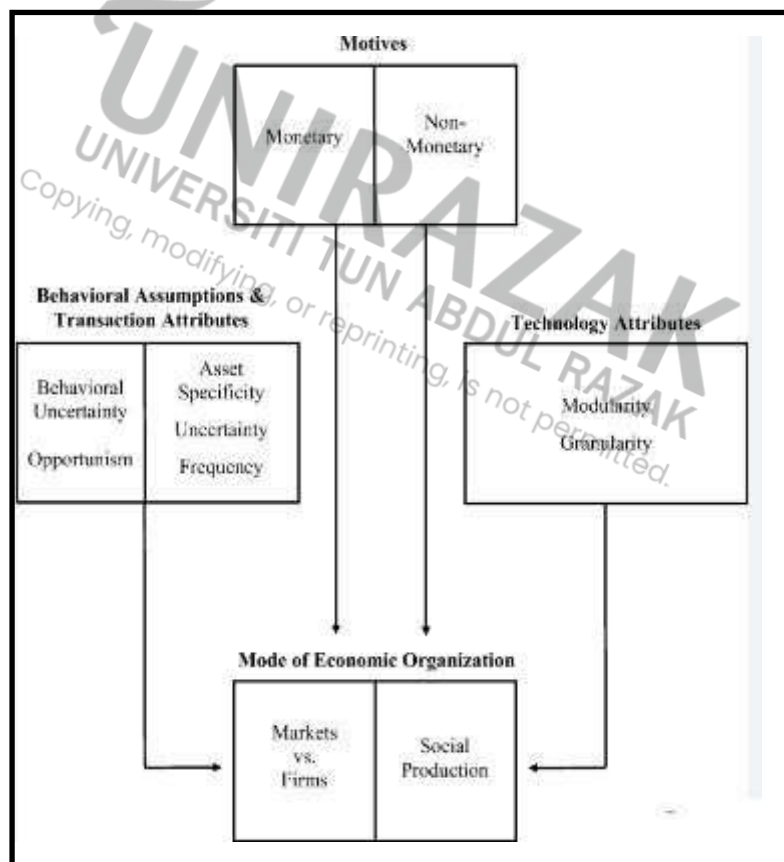 Motives
Monetary
Non-
Monetary
UNIRAZAK
UNIVERSITI TUN ABDUL RAZAK
Copying, modifying, or reprinting, is not permitted.
Behavioral Assumptions &
Transaction Attributes
Behavioral
Uncertainty
Opportunism
Asset
Specificity
Uncertainty
Frequency
Technology Attributes
Modularity
Granularity
Mode of Economic Organization
Markets
vs.
Firms
Social
Production